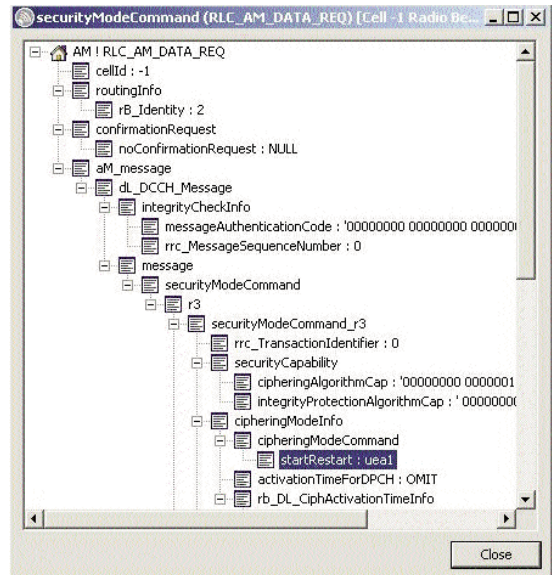 securityModeCommand (RLC_AM_DATA_REQ) [Cell -1 Radio Be...
AM ! RLC_AM_DATA_REQ
cellId : -1
routingInfo
rB_Identity : 2
confirmationRequest
noConfirmationRequest : NULL
aM_message
dL_DCCH_Message
integrityCheckInfo
messageAuthenticationCode : '00000000 00000000 0000000
rrc_MessageSequenceNumber : 0
message
securityModeCommand
r3
securityModeCommand_r3
rrc_TransactionIdentifier : 0
securityCapability
cipheringAlgorithmCap : '00000000 0000001
integrityProtectionAlgorithmCap : '00000000
cipheringModeInfo
cipheringModeCommand
startRestart : uea1
activationTimeForDPCH : OMIT
rb_DL_CiphActivationTimeInfo
Close